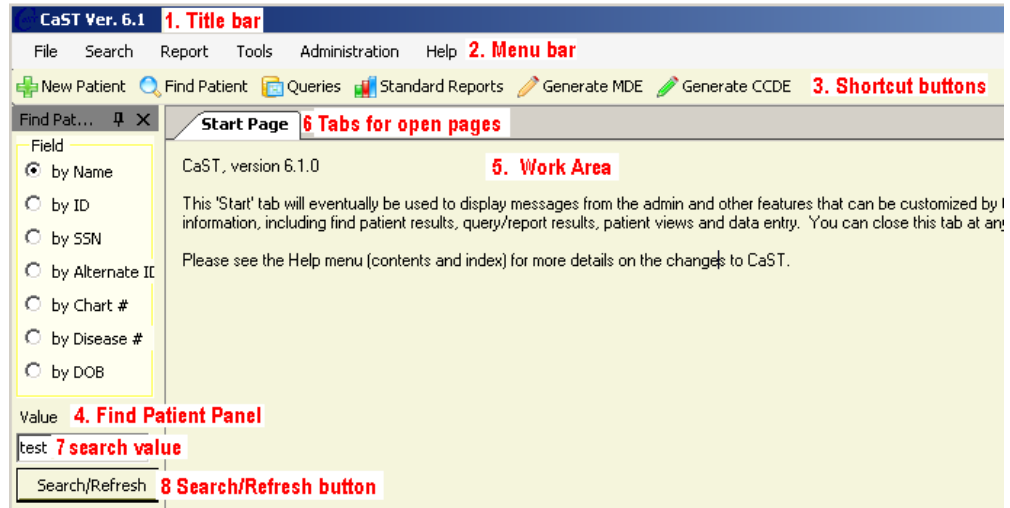 CaST Ver. 6.1 1. Title bar
File Search Report Tools Administration Help 2. Menu bar
New Patient Find Patient Queries Standard Reports Generate MDE Generate CCDE 3. Shortcut buttons
Find Pat... Start Page 6 Tabs for open pages
Field
by Name
CaST, version 6.1.0 5. Work Area
by ID
This 'Start' tab will eventually be used to display messages from the admin and other features that can be customized by
information, including find patient results, query/report results, patient views and data entry. You can close this tab at any
by SSN
Please see the Help menu (contents and index) for more details on the changes to CaST.
by Alternate ID
by Chart #
by Disease #
by DOB
Value 4. Find Patient Panel
test 7 search value
Search/Refresh 8 Search/Refresh button